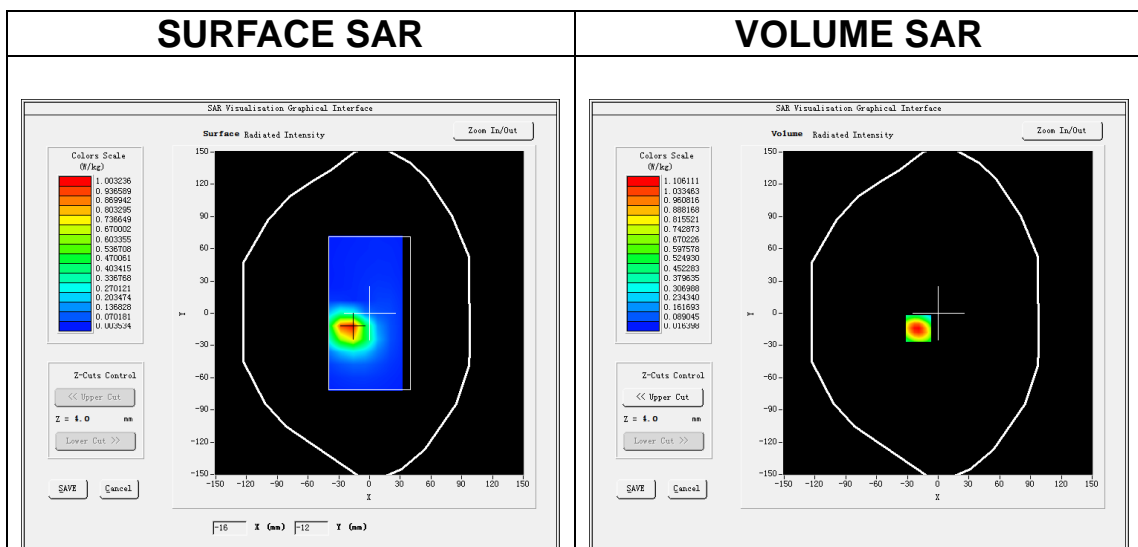 SURFACE SAR
VOLUME SAR
SAR Visualisation Graphical Interface
Surface Radiated Intensity
Zoom In/Out
Colors Scale
(W/kg)
1.003236
0.936589
0.869942
0.803295
0.736649
0.670002
0.603355
0.536708
0.470061
0.403415
0.336768
0.270121
0.203474
0.136828
0.070181
0.003534
Z-Cuts Control
<< Upper Cut
Z = 4.0 mm
Lower Cut >>
SAVE Cancel
150
120
90
60
30
0
-30
-60
-90
-120
-150
Y
-150 -120 -90 -60 -30 0 30 60 90 120 150
X
-16 X (mm) -12 Y (mm)
SAR Visualisation Graphical Interface
Volume Radiated Intensity
Zoom In/Out
Colors Scale
(W/kg)
1.106111
1.033463
0.960816
0.888168
0.815521
0.742873
0.670226
0.597578
0.524930
0.452283
0.379635
0.306988
0.234340
0.161693
0.089045
0.016398
Z-Cuts Control
<< Upper Cut
Z = 4.0 mm
Lower Cut >>
SAVE Cancel
150
120
90
60
30
0
-30
-60
-90
-120
-150
Y
-150 -120 -90 -60 -30 0 30 60 90 120 150
X